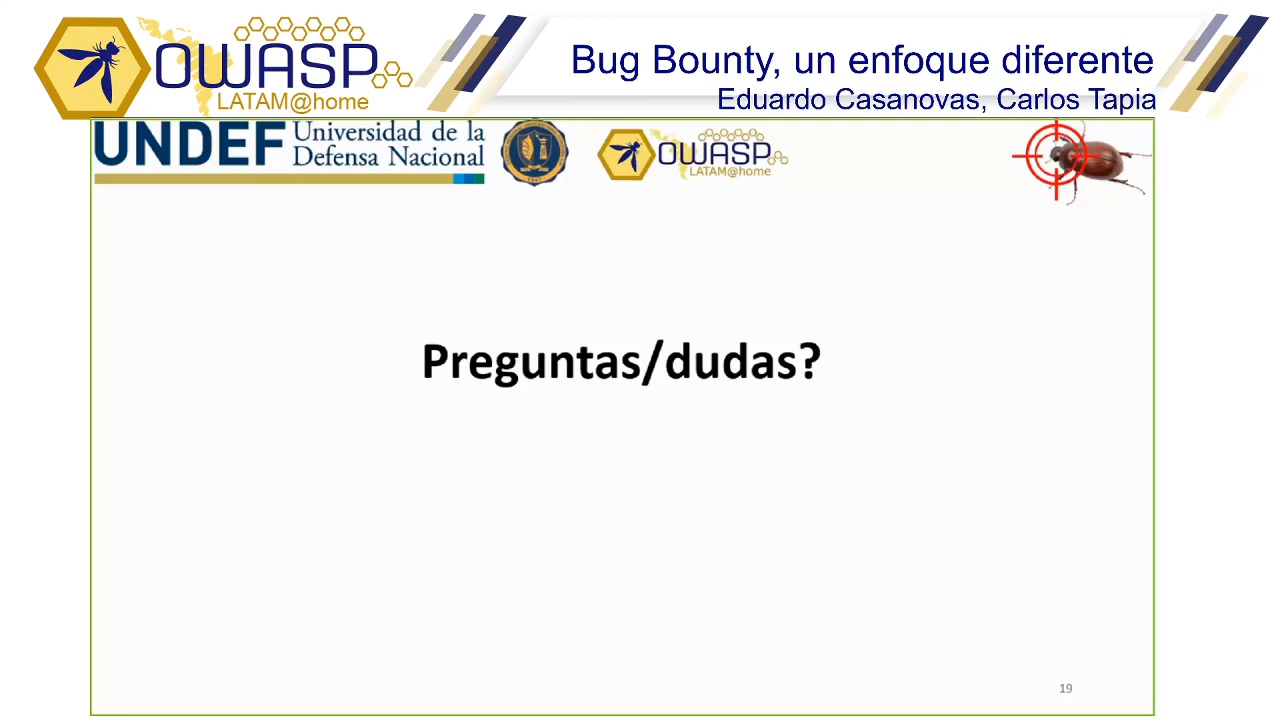 OWASP
LATAM@home
Bug Bounty, un enfoque diferente
Eduardo Casanovas, Carlos Tapia
UNDEF
Universidad de la
Defensa Nacional
OWASP
LATAM@home
Preguntas/dudas?
19